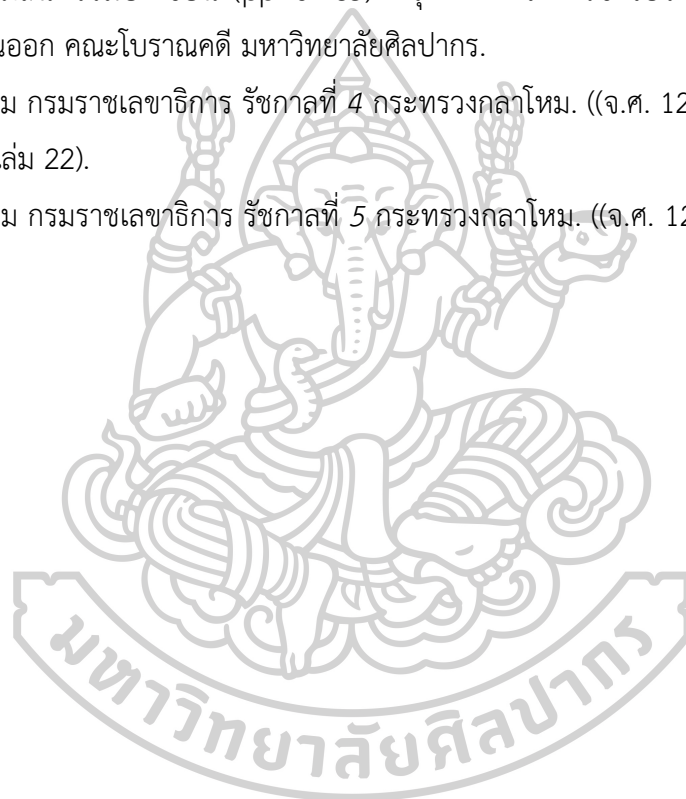 นออก คณะโบราณคดี มหาวิทยาลัยศิลปากร.
ม กรมราชเลขาธิการ รัชกาลที่ 4 กระทรวงกลาโหม. ((จ.ศ. 12
เล่ม 22).
ม กรมราชเลขาธิการ รัชกาลที่ 5 กระทรวงกลาโหม. ((จ.ศ. 12
มหาวิทยาลัยศิลปากร